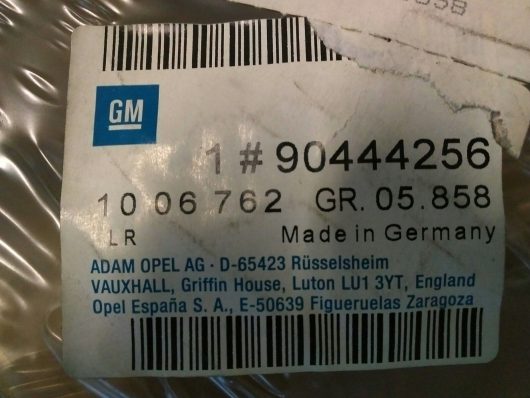 GM
1 # 90444256
10 06 762 GR. 05.858
LR Made in Germany
ADAM OPEL AG · D-65423 Rüsselsheim
VAUXHALL, Griffin House, Luton LU1 3YT, England
Opel España S. A., E-50639 Figueruelas Zaragoza